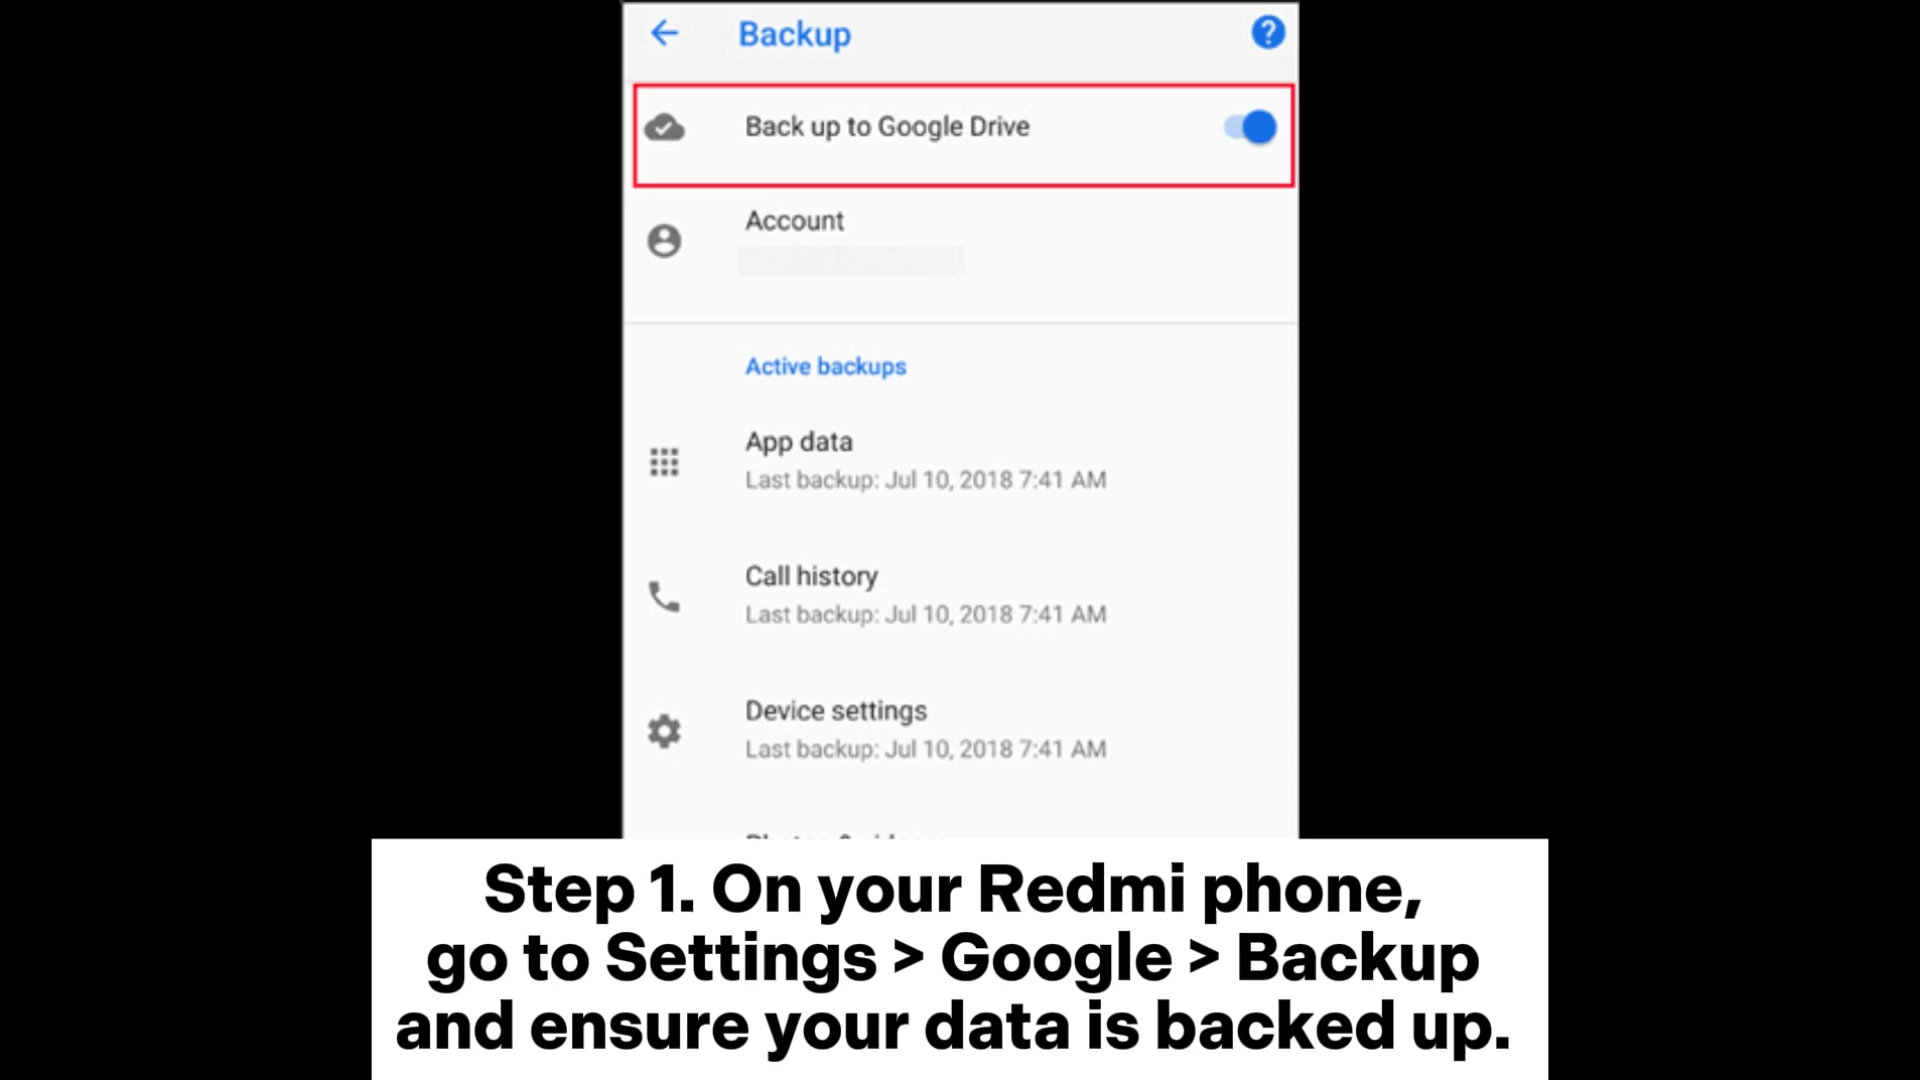 Backup
Back up to Google Drive
Account
Active backups
App data
Last backup: Jul 10, 2018 7:41 AM
Call history
Last backup: Jul 10, 2018 7:41 AM
Device settings
Last backup: Jul 10, 2018 7:41 AM
Step 1. On your Redmi phone,
go to Settings > Google > Backup
and ensure your data is backed up.